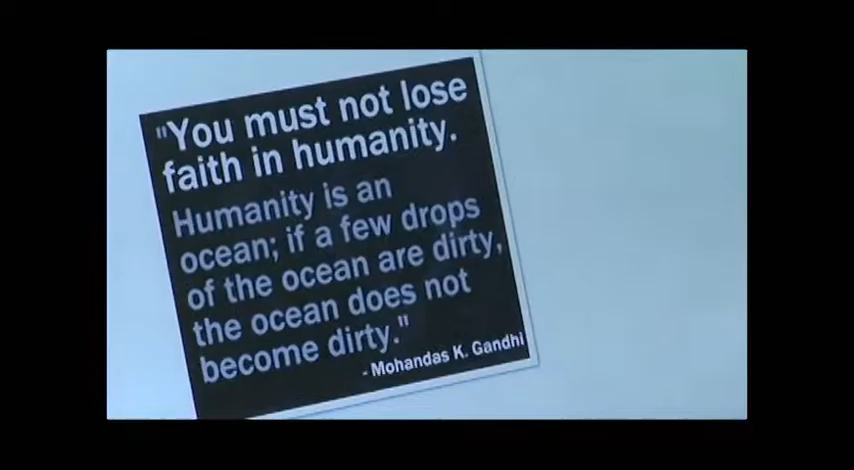 "You must not lose
faith in humanity.
Humanity is an
ocean; if a few drops
of the ocean are dirty,
the ocean does not
become dirty."
- Mohandas K. Gandhi